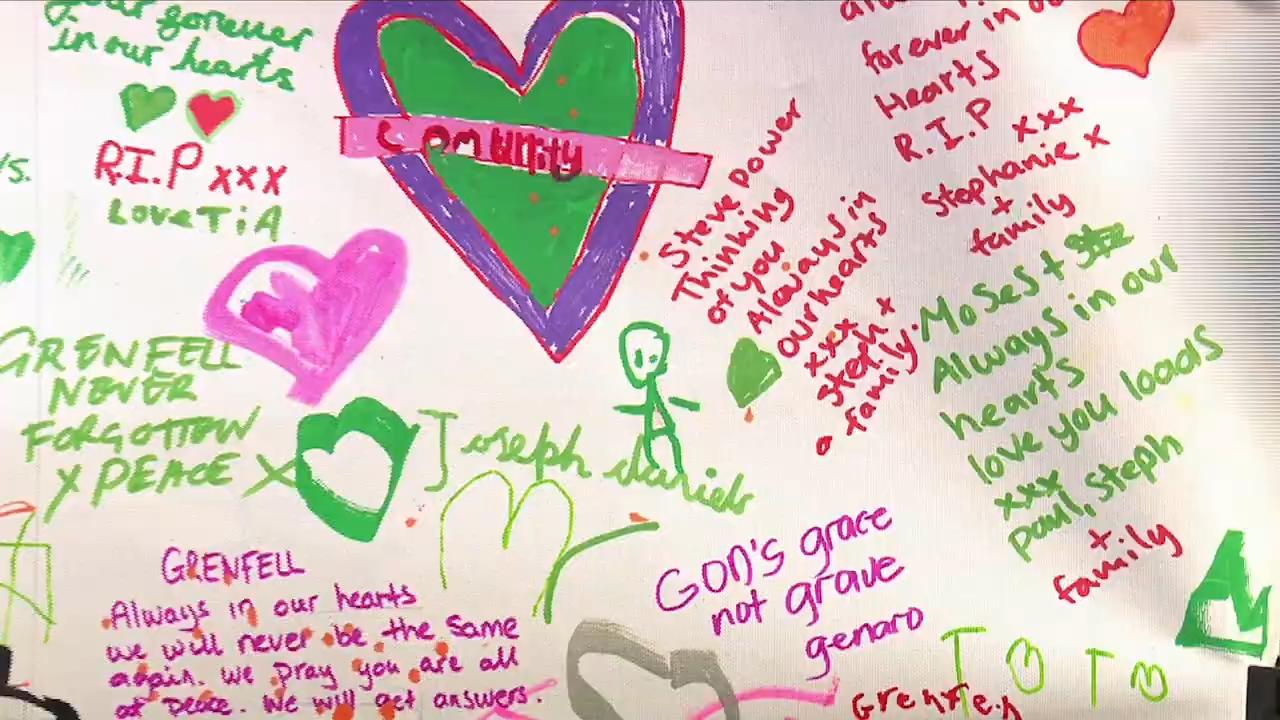 your forever
in our hearts
R.I.P xxx
Love TiA
community
Steve Power
Thinking
of you
Always in
our hearts
xxx
Steph +
family.
forever in
Hearts
R.I.P
xxx
Stephanie x
+
family
Moses +
Always in our
hearts
love you loads
xxx
paul, steph
+
family
GRENFELL
NEVER
FORGOTTEN
x PEACE X
Joseph daniels
GRENFELL
Always in our hearts
we will never be the same
again. we pray you are all
at peace. We will get answers.
GOD's grace
not grave
genaro
TOTO
Grenfell